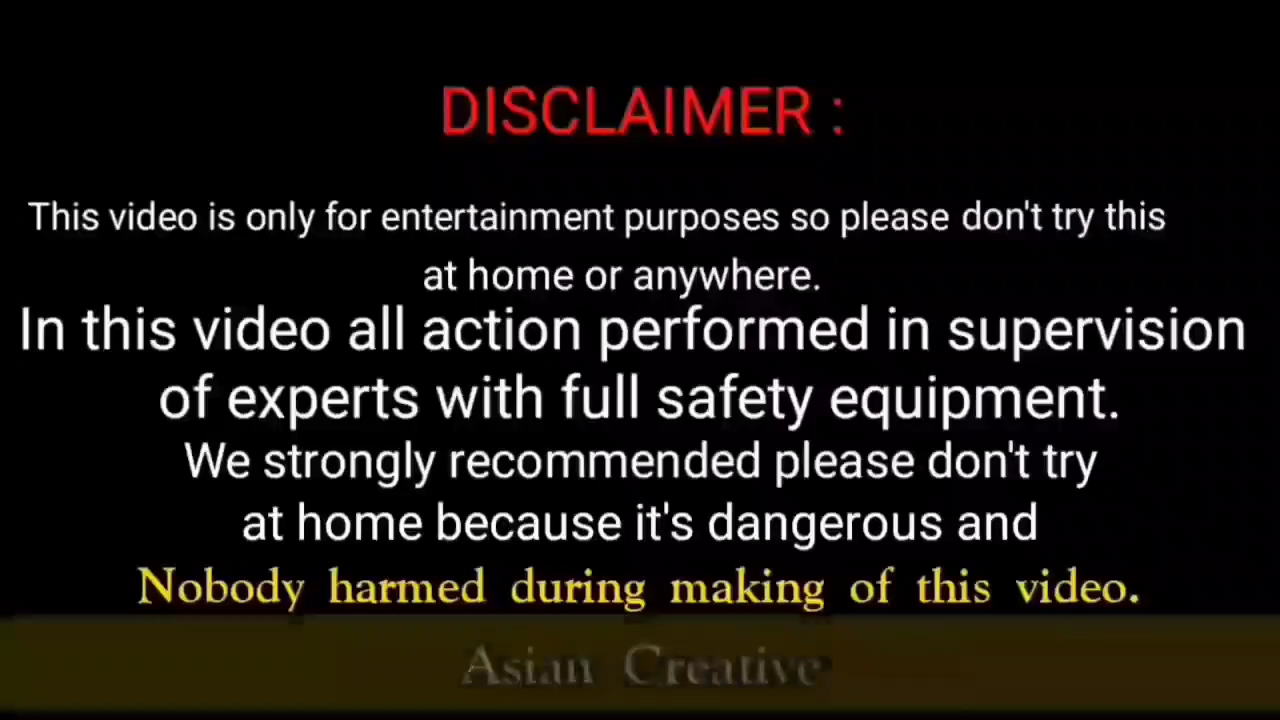 DISCLAIMER :
This video is only for entertainment purposes so please don't try this
at home or anywhere.
In this video all action performed in supervision
of experts with full safety equipment.
We strongly recommended please don't try
at home because it's dangerous and
Nobody harmed during making of this video.
Asian Creative